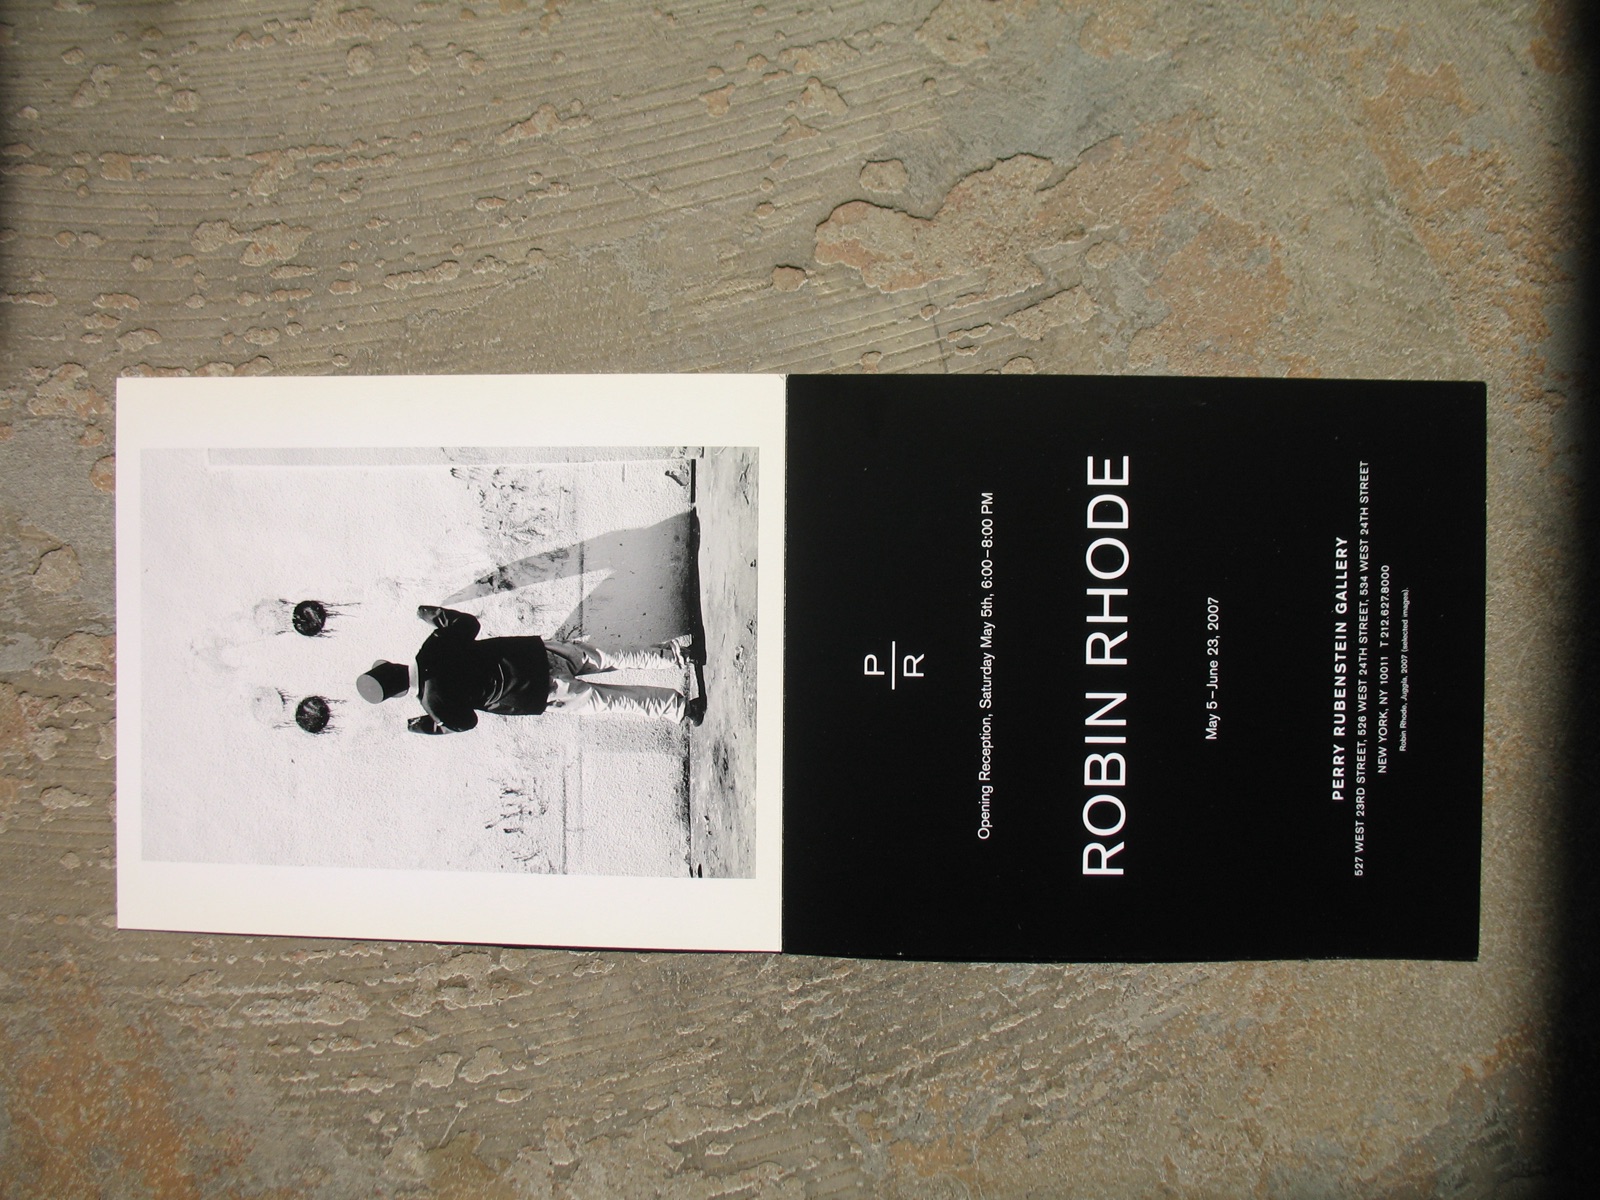 P
R
Opening Reception, Saturday May 5th, 6:00–8:00 PM
ROBIN RHODE
May 5 – June 23, 2007
PERRY RUBENSTEIN GALLERY
527 WEST 23RD STREET, 526 WEST 24TH STREET, 534 WEST 24TH STREET
NEW YORK, NY 10011 T 212.627.8000
Robin Rhode, Juggla, 2007 (selected images).